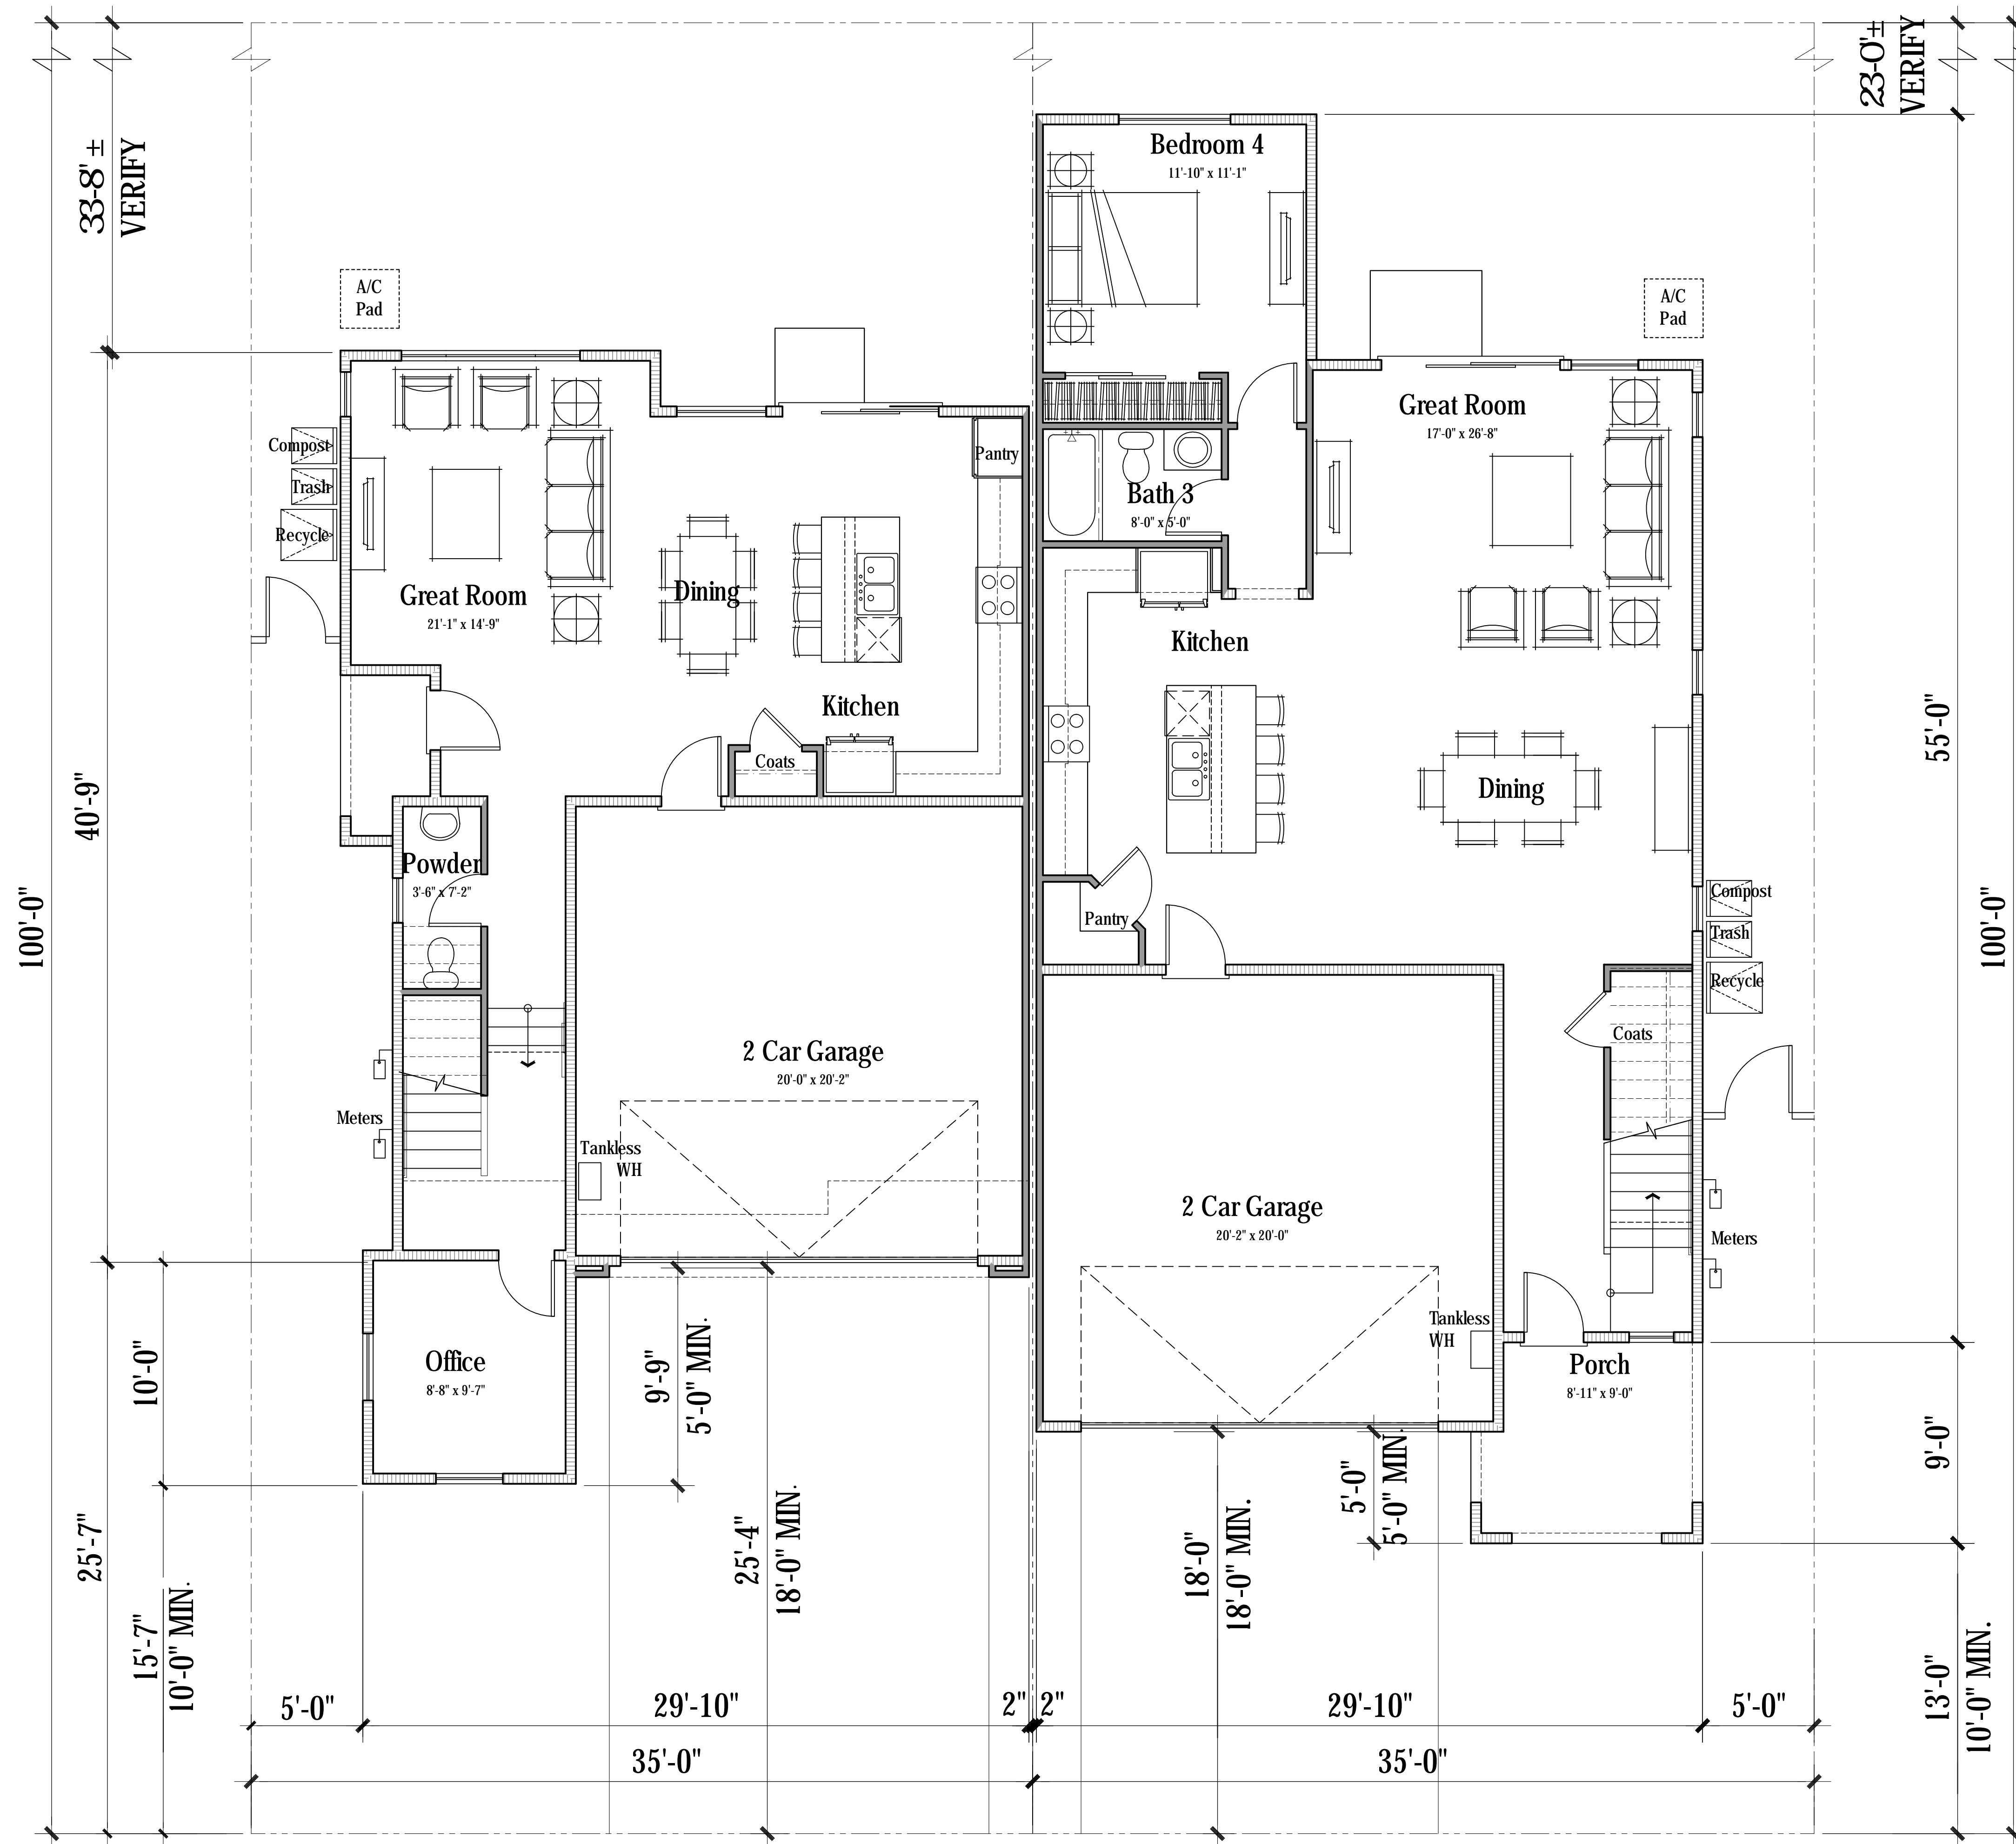 33'-8" ±
VERIFY
23'-0"±
VERIFY
A/C
Pad
Compost
Trash
Recycle
Great Room
21'-1" x 14'-9"
Dining
Pantry
Kitchen
Coats
Powder
3'-6" x 7'-2"
Meters
2 Car Garage
20'-0" x 20'-2"
Tankless
WH
Office
8'-8" x 9'-7"
Bedroom 4
11'-10" x 11'-1"
Bath 3
8'-0" x 5'-0"
A/C
Pad
Great Room
17'-0" x 26'-8"
Kitchen
Dining
Pantry
Compost
Trash
Recycle
Coats
Meters
2 Car Garage
20'-2" x 20'-0"
Tankless
WH
Porch
8'-11" x 9'-0"
100'-0"
40'-9"
25'-7"
10'-0"
15'-7"
10'-0" MIN.
9'-9"
5'-0" MIN.
25'-4"
18'-0" MIN.
18'-0"
18'-0" MIN.
5'-0"
5'-0" MIN.
55'-0"
100'-0"
9'-0"
13'-0"
10'-0" MIN.
5'-0"
29'-10"
2"
2"
29'-10"
5'-0"
35'-0"
35'-0"